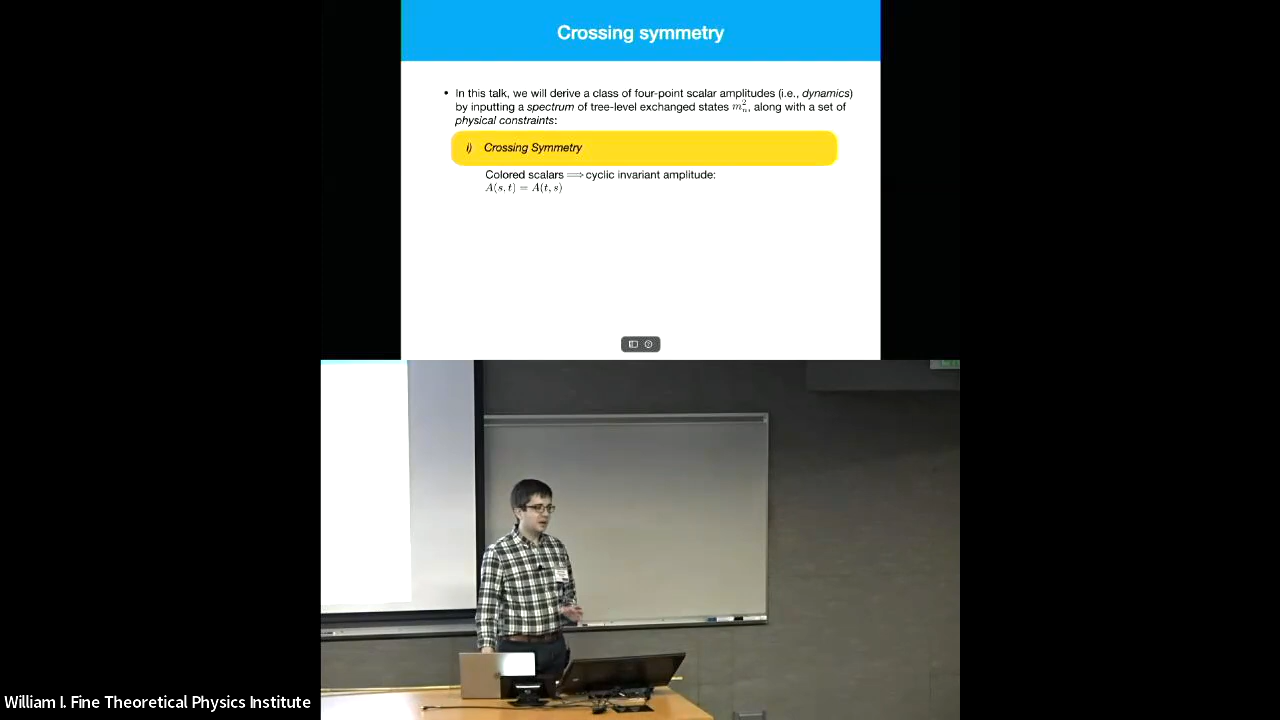 Crossing symmetry
• In this talk, we will derive a class of four-point scalar amplitudes (i.e., dynamics)
by inputting a spectrum of tree-level exchanged states m_n^2, along with a set of
physical constraints:
I) Crossing Symmetry
Colored scalars ⟹ cyclic invariant amplitude:
A(s, t) = A(t, s)
William I. Fine Theoretical Physics Institute